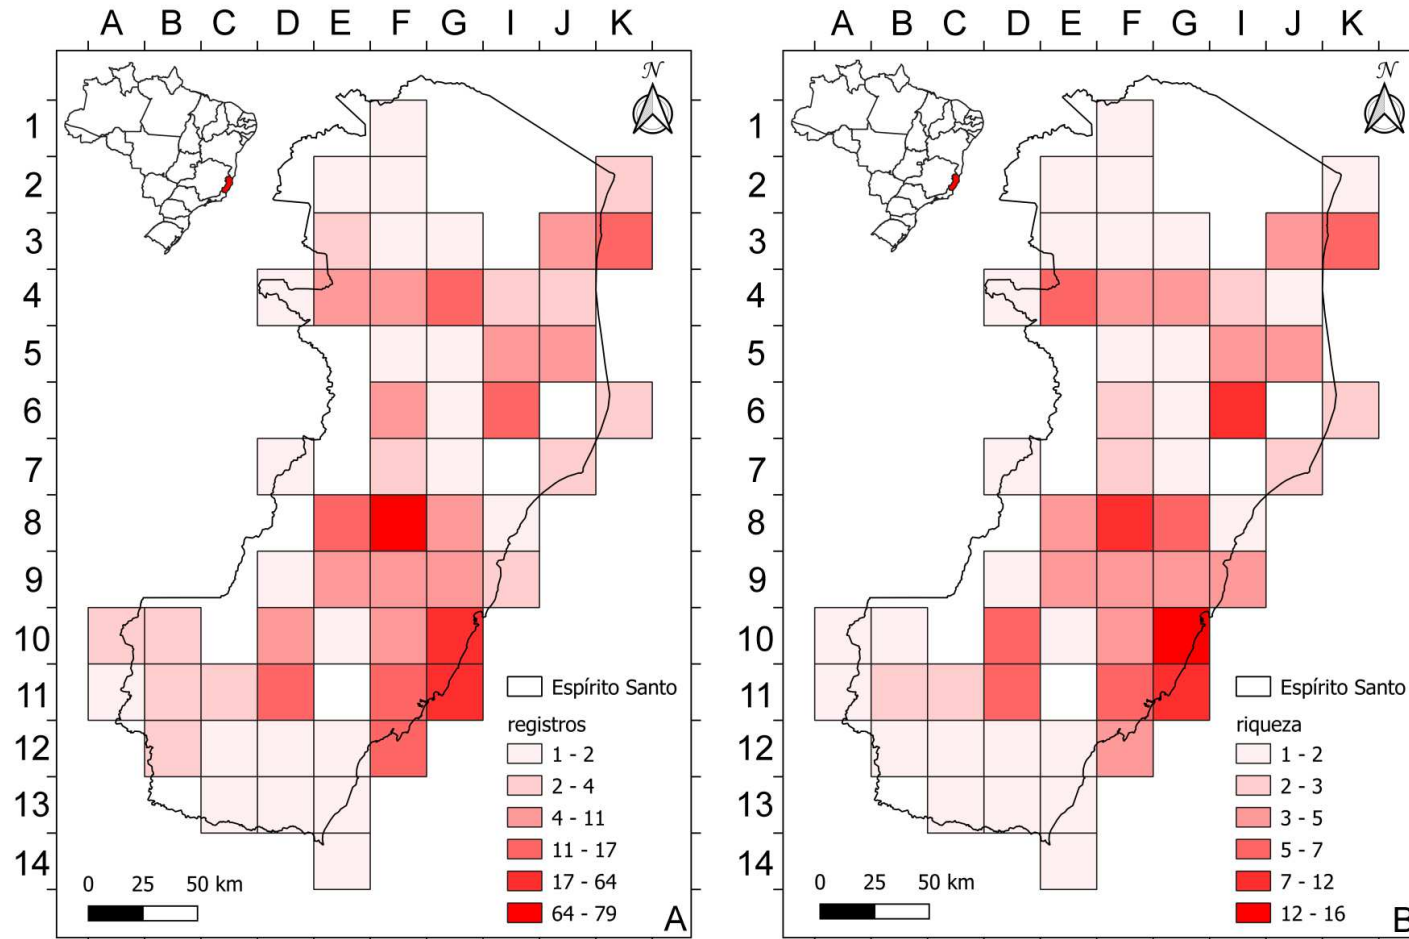 A B C D E F G I J K
N
1
2
3
4
5
6
7
8
9
10
11
12
13
14
Espírito Santo
registros
1 - 2
2 - 4
4 - 11
11 - 17
17 - 64
64 - 79
0 25 50 km
A
A B C D E F G I J K
N
1
2
3
4
5
6
7
8
9
10
11
12
13
14
Espírito Santo
riqueza
1 - 2
2 - 3
3 - 5
5 - 7
7 - 12
12 - 16
0 25 50 km
B